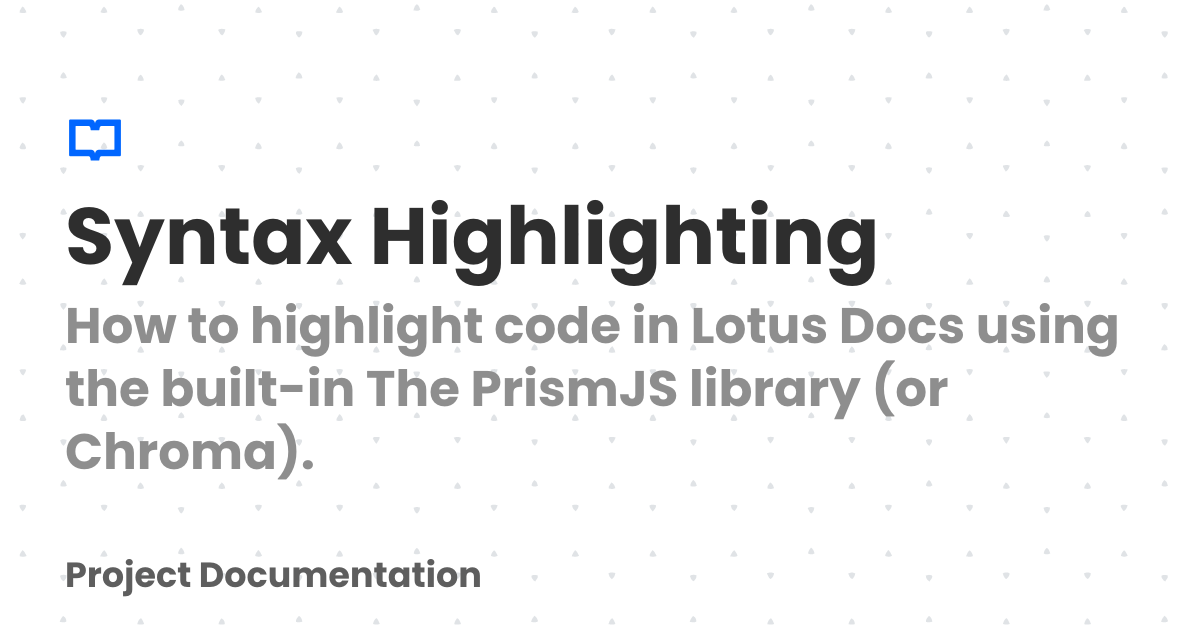 Syntax Highlighting
How to highlight code in Lotus Docs using
the built-in The PrismJS library (or
Chroma).
Project Documentation